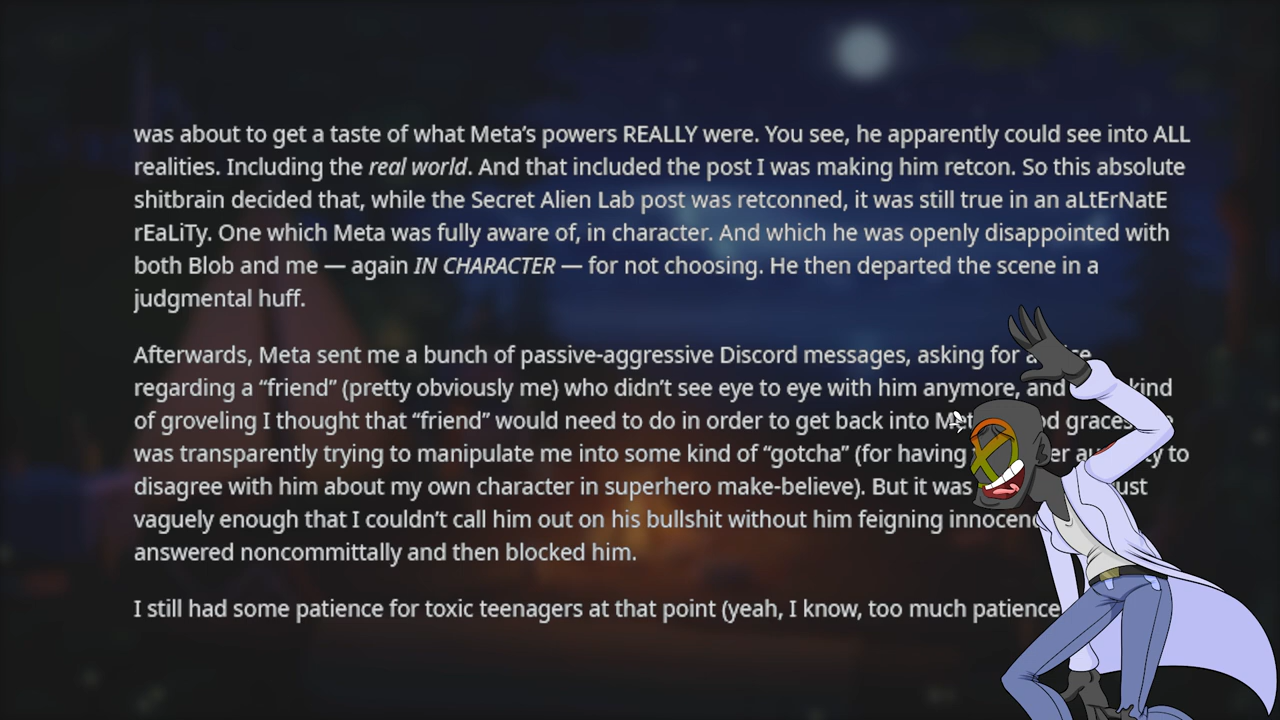 was about to get a taste of what Meta’s powers REALLY were. You see, he apparently could see into ALL
realities. Including the real world. And that included the post I was making him retcon. So this absolute
shitbrain decided that, while the Secret Alien Lab post was retconned, it was still true in an aLtErNatE
rEaLiTy. One which Meta was fully aware of, in character. And which he was openly disappointed with
both Blob and me — again IN CHARACTER — for not choosing. He then departed the scene in a
judgmental huff.
Afterwards, Meta sent me a bunch of passive-aggressive Discord messages, asking for
regarding a “friend” (pretty obviously me) who didn’t see eye to eye with him anymore, and kind
of groveling I thought that “friend” would need to do in order to get back into graces
was transparently trying to manipulate me into some kind of “gotcha” (for having to
disagree with him about my own character in superhero make-believe). But it was
vaguely enough that I couldn’t call him out on his bullshit without him feigning
answered noncommittally and then blocked him.
I still had some patience for toxic teenagers at that point (yeah, I know, too much patience